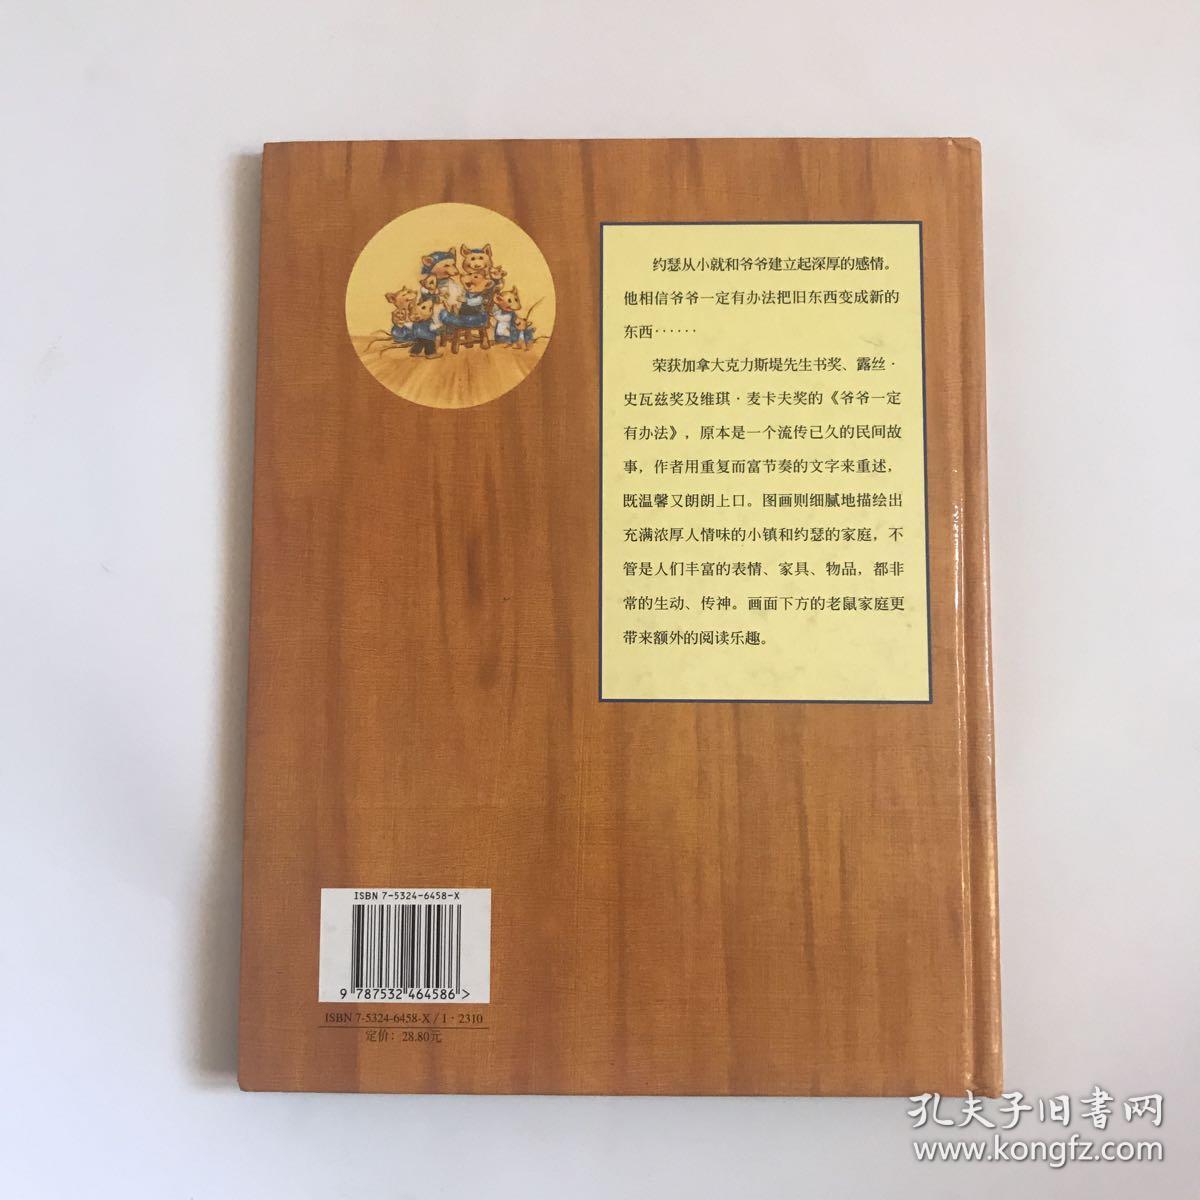 约瑟从小就和爷爷建立起深厚的感情。
他相信爷爷一定有办法把旧东西变成新的
东西······
荣获加拿大克力斯堤先生书奖、露丝·
史瓦兹奖及维琪·麦卡夫奖的《爷爷一定
有办法》，原本是一个流传已久的民间故
事，作者用重复而富节奏的文字来重述，
既温馨又朗朗上口。图画则细腻地描绘出
充满浓厚人情味的小镇和约瑟的家庭，不
管是人们丰富的表情、家具、物品，都非
常的生动、传神。画面下方的老鼠家庭更
带来额外的阅读乐趣。
ISBN 7-5324-6458-X
9 787532 464586 >
ISBN 7-5324-6458-X/I·2310
定价：28.80元
孔夫子旧书网
www.kongfz.com